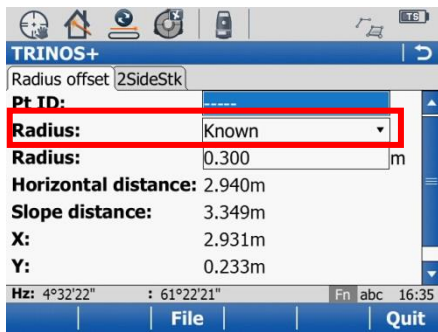 TS
TRINOS+
Radius offset 2SideStk
Pt ID: -----
Radius: Known
Radius: 0.300 m
Horizontal distance: 2.940m
Slope distance: 3.349m
X: 2.931m
Y: 0.233m
Hz: 4°32'22" : 61°22'21" Fn abc 16:35
File Quit